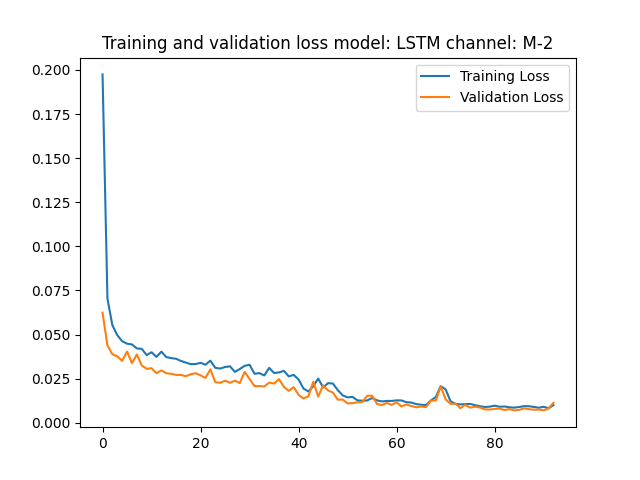 Training and validation loss model: LSTM channel: M-2
Training Loss
Validation Loss
0.200
0.175
0.150
0.125
0.100
0.075
0.050
0.025
0.000
0 20 40 60 80